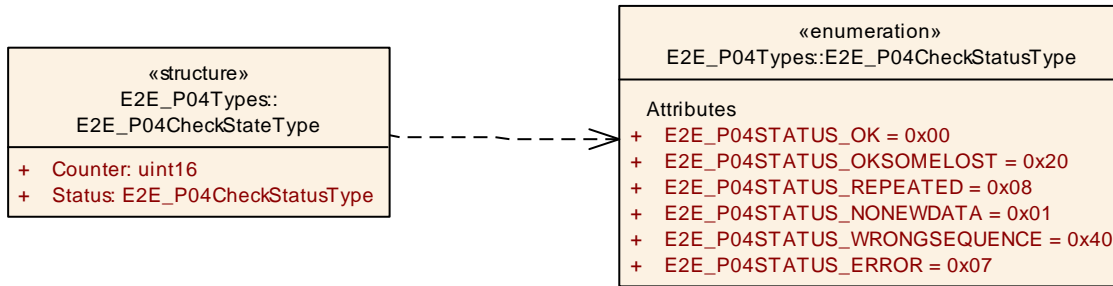 «structure»
E2E_P04Types::
E2E_P04CheckStateType
+ Counter: uint16
+ Status: E2E_P04CheckStatusType
«enumeration»
E2E_P04Types::E2E_P04CheckStatusType
Attributes
+ E2E_P04STATUS_OK = 0x00
+ E2E_P04STATUS_OKSOMELOST = 0x20
+ E2E_P04STATUS_REPEATED = 0x08
+ E2E_P04STATUS_NONEWDATA = 0x01
+ E2E_P04STATUS_WRONGSEQUENCE = 0x40
+ E2E_P04STATUS_ERROR = 0x07